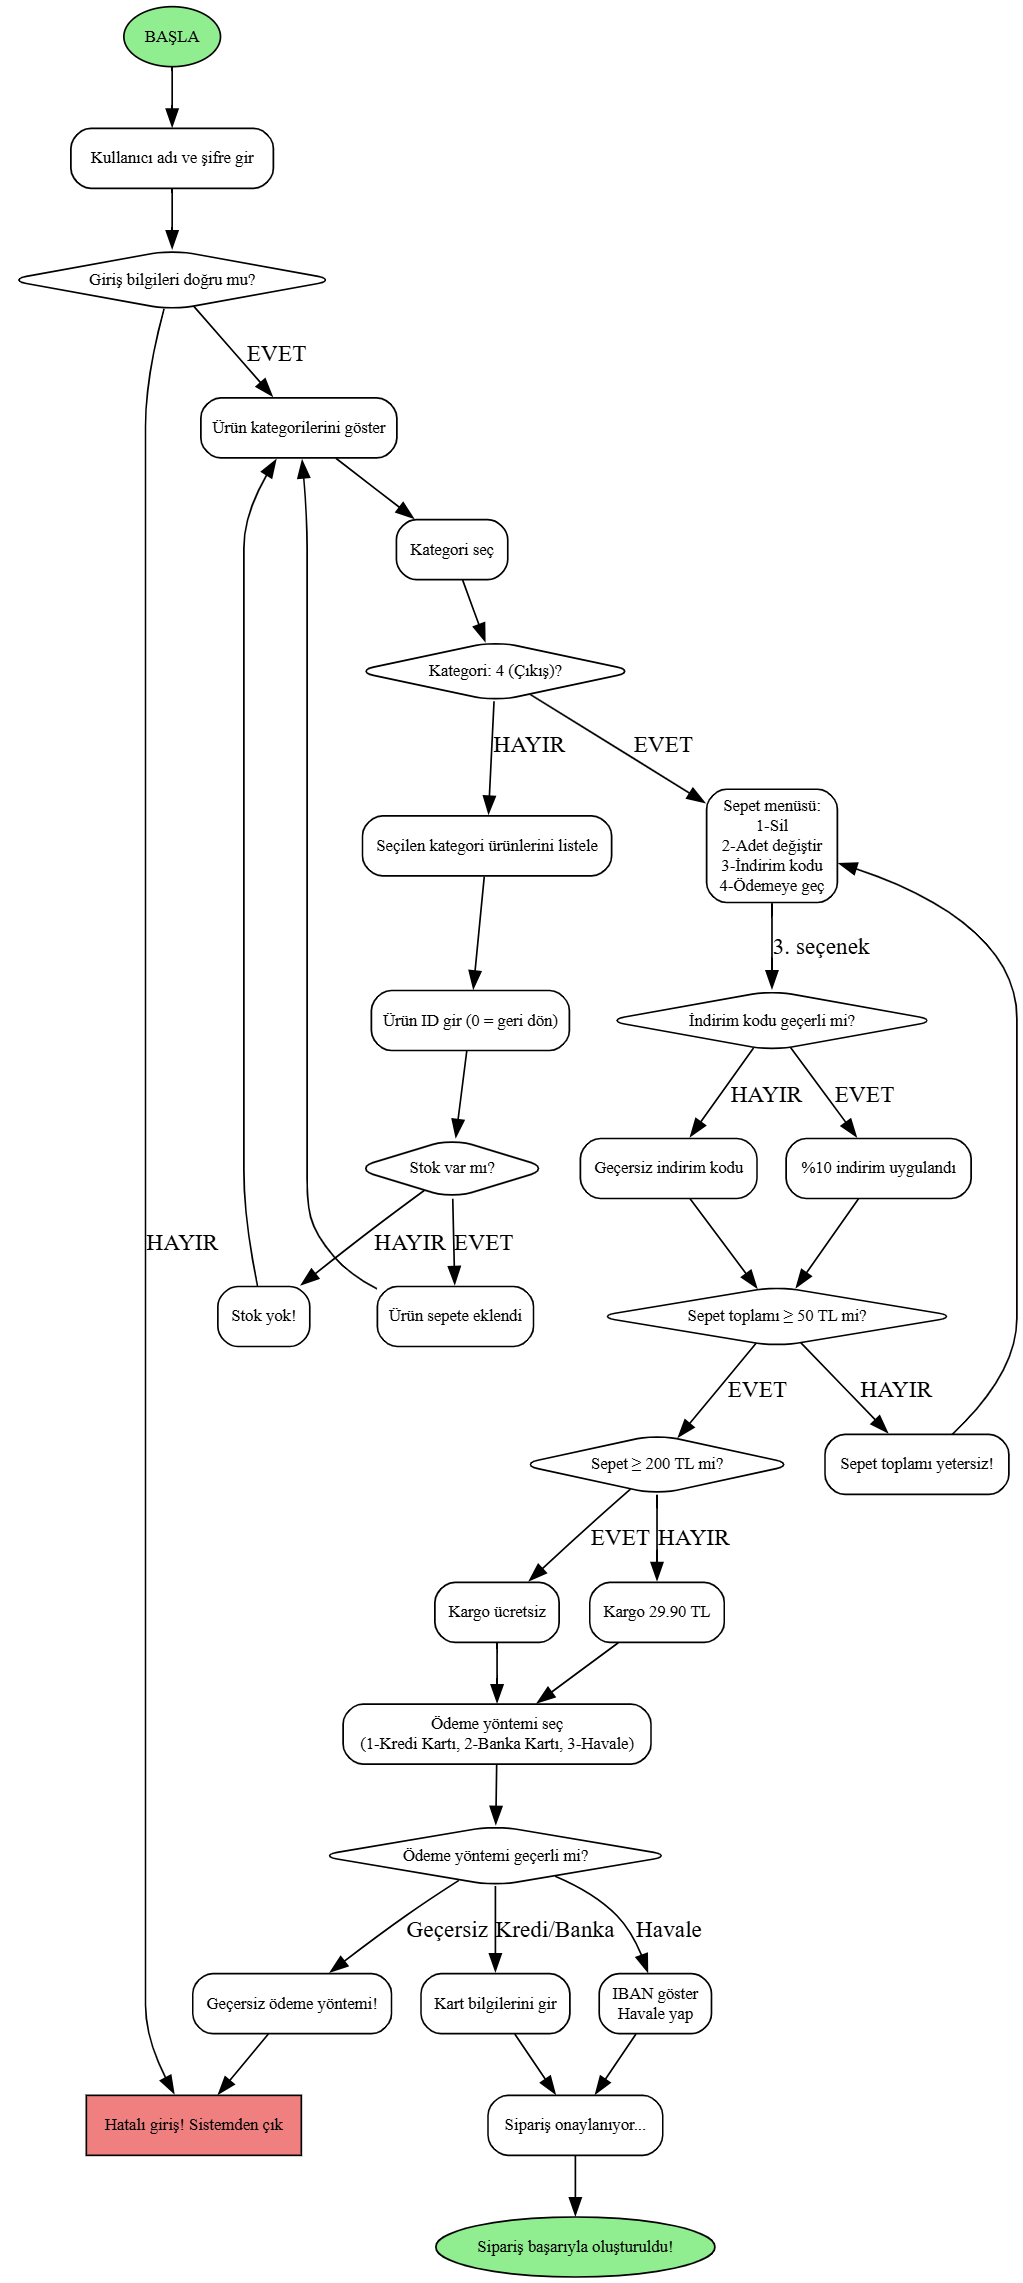 BAŞLA
Kullanıcı adı ve şifre gir
Giriş bilgileri doğru mu?
EVET
Ürün kategorilerini göster
Kategori seç
Kategori: 4 (Çıkış)?
HAYIR
EVET
Sepet menüsü:
1-Sil
2-Adet değiştir
3-İndirim kodu
4-Ödemeye geç
Seçilen kategori ürünlerini listele
3. seçenek
Ürün ID gir (0 = geri dön)
İndirim kodu geçerli mi?
HAYIR
EVET
Stok var mı?
Geçersiz indirim kodu
%10 indirim uygulandı
HAYIR
HAYIR
EVET
Stok yok!
Ürün sepete eklendi
Sepet toplamı ≥ 50 TL mi?
EVET
HAYIR
Sepet ≥ 200 TL mi?
Sepet toplamı yetersiz!
EVET
HAYIR
Kargo ücretsiz
Kargo 29.90 TL
Ödeme yöntemi seç
(1-Kredi Kartı, 2-Banka Kartı, 3-Havale)
Ödeme yöntemi geçerli mi?
Geçersiz
Kredi/Banka
Havale
Geçersiz ödeme yöntemi!
Kart bilgilerini gir
IBAN göster
Havale yap
Hatalı giriş! Sistemden çık
Sipariş onaylanıyor...
Sipariş başarıyla oluşturuldu!